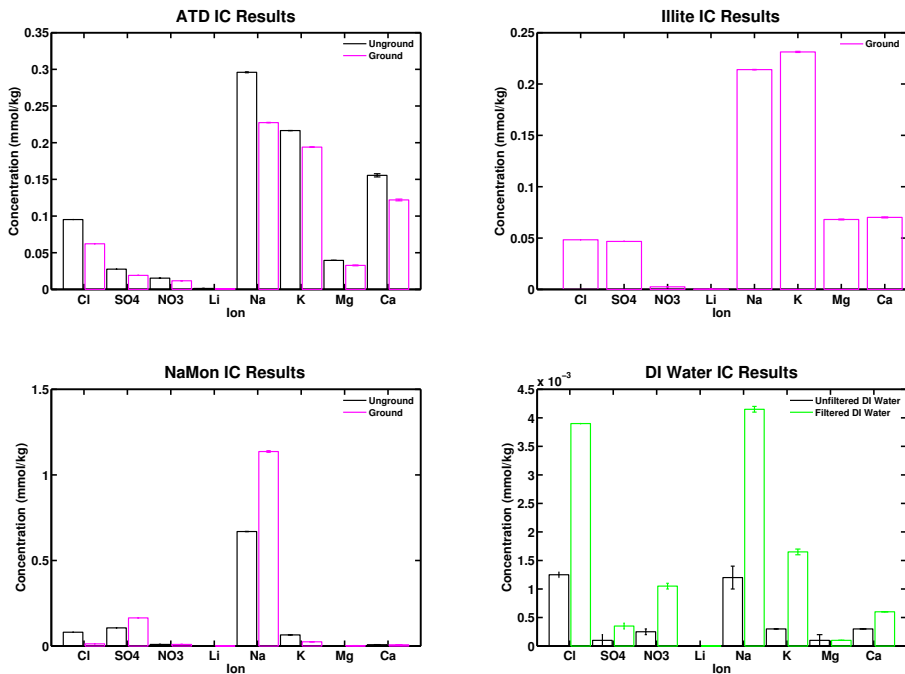 ATD IC Results
Unground
Ground
Concentration (mmol/kg)
0.35
0.3
0.25
0.2
0.15
0.1
0.05
0
Cl SO4 NO3 Li Na K Mg Ca
Ion
Illite IC Results
Ground
Concentration (mmol/kg)
0.25
0.2
0.15
0.1
0.05
0
Cl SO4 NO3 Li Na K Mg Ca
Ion
NaMon IC Results
Unground
Ground
Concentration (mmol/kg)
1.5
1
0.5
0
Cl SO4 NO3 Li Na K Mg Ca
Ion
DI Water IC Results
x 10⁻³
Unfiltered DI Water
Filtered DI Water
Concentration (mmol/kg)
4.5
4
3.5
3
2.5
2
1.5
1
0.5
0
Cl SO4 NO3 Li Na K Mg Ca
Ion